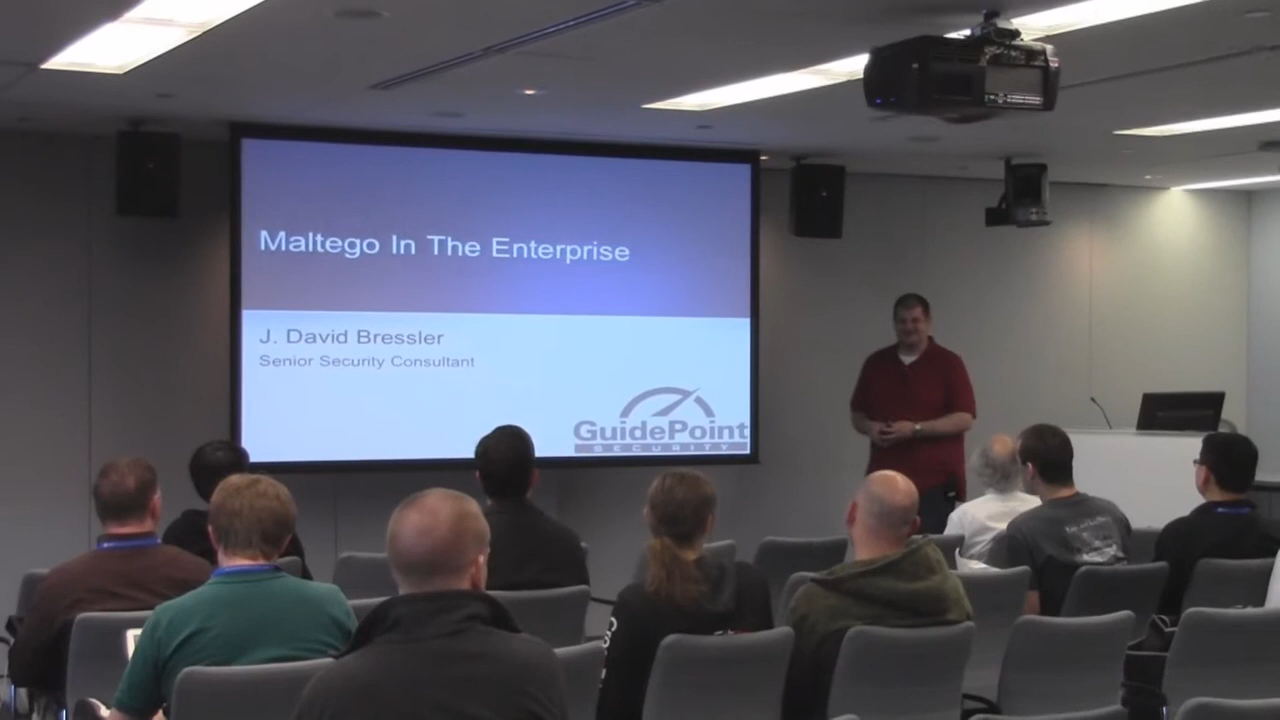 Maltego In The Enterprise
J. David Bressler
Senior Security Consultant
GuidePoint
SECURITY